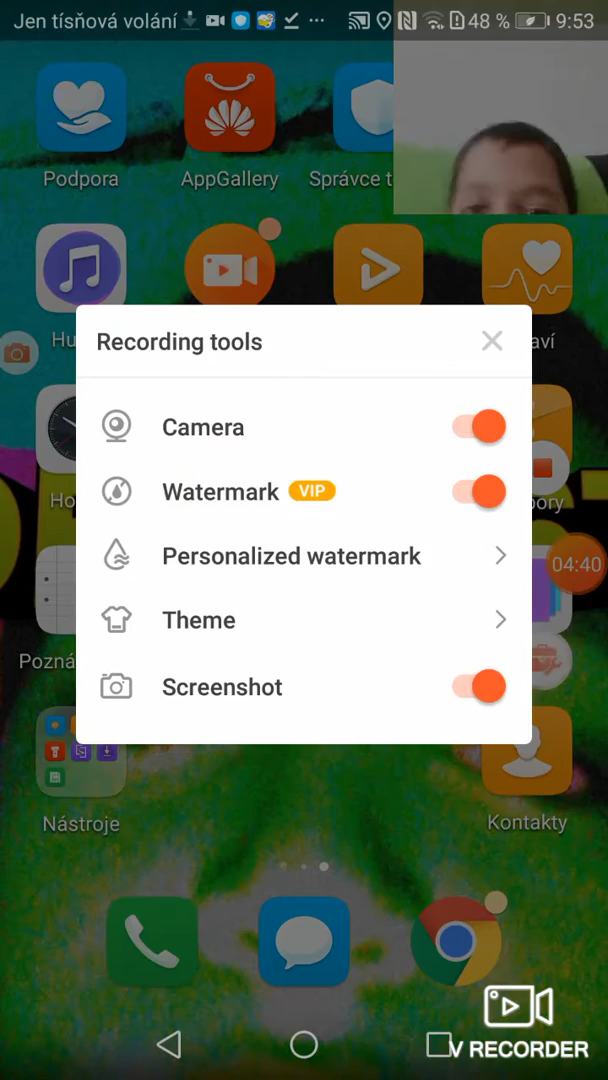 Jen tísňová volání ... 48 % 9:53
Podpora AppGallery Správce t
Hu aví
Recording tools
Camera
Watermark VIP
Personalized watermark
Theme
Screenshot
Ho ory
04:40
Pozná
Nástroje Kontakty
V RECORDER